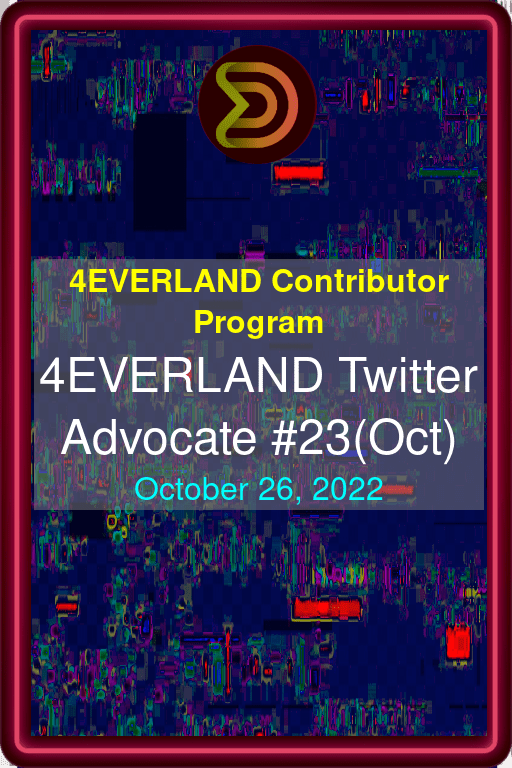 4EVERLAND Contributor
Program
4EVERLAND Twitter
Advocate #23(Oct)
October 26, 2022